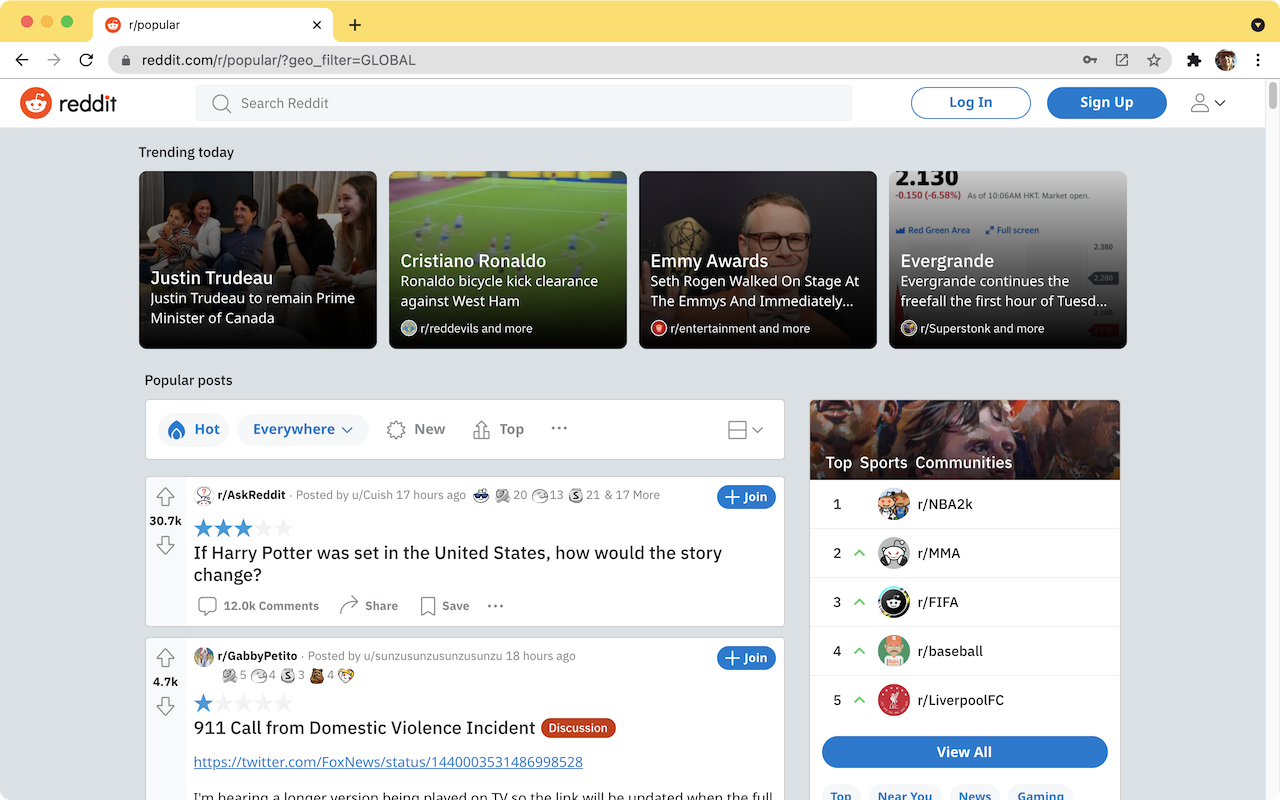 r/popular
reddit.com/r/popular/?geo_filter=GLOBAL
reddit
Search Reddit
Log In
Sign Up
Trending today
Justin Trudeau
Justin Trudeau to remain Prime
Minister of Canada
Cristiano Ronaldo
Ronaldo bicycle kick clearance
against West Ham
r/reddevils and more
Emmy Awards
Seth Rogen Walked On Stage At
The Emmys And Immediately...
r/entertainment and more
2.130
-0.150 (-6.58%) As of 10:06AM HKT. Market open.
Red Green Area Full screen
2.380
2.280
2.180
Evergrande
Evergrande continues the
freefall the first hour of Tuesd...
r/Superstonk and more
Popular posts
Hot
Everywhere
New
Top
...
r/AskReddit · Posted by u/Cuish 17 hours ago 20 13 21 & 17 More
Join
30.7k
If Harry Potter was set in the United States, how would the story
change?
12.0k Comments
Share
Save
...
r/GabbyPetito · Posted by u/sunzusunzusunzusunzu 18 hours ago
5 4 3 4
Join
4.7k
911 Call from Domestic Violence Incident Discussion
https://twitter.com/FoxNews/status/1440003531486998528
I'm hearing a longer version being played on TV so the link will be updated when the full
Top Sports Communities
1 r/NBA2k
2 r/MMA
3 r/FIFA
4 r/baseball
5 r/LiverpoolFC
View All
Top
Near You
News
Gaming